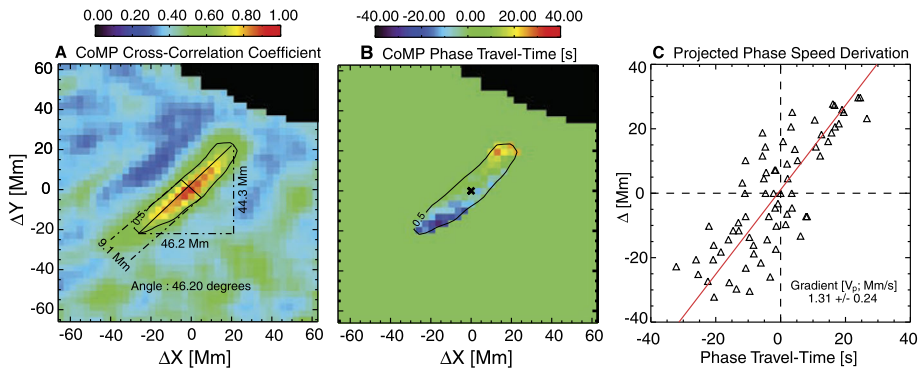 0.00 0.20 0.40 0.60 0.80 1.00
-40.00 -20.00 0.00 20.00 40.00
A CoMP Cross-Correlation Coefficient
B CoMP Phase Travel-Time [s]
C Projected Phase Speed Derivation
60
40
20
0
-20
-40
-60
ΔY [Mm]
0.5
44.3 Mm
46.2 Mm
9.1 Mm
Angle : 46.20 degrees
-60 -40 -20 0 20 40 60
ΔX [Mm]
0.5
-60 -40 -20 0 20 40 60
ΔX [Mm]
40
20
0
-20
-40
Δ [Mm]
Gradient [Vp; Mm/s]
1.31 +/- 0.24
-40 -20 0 20 40
Phase Travel-Time [s]